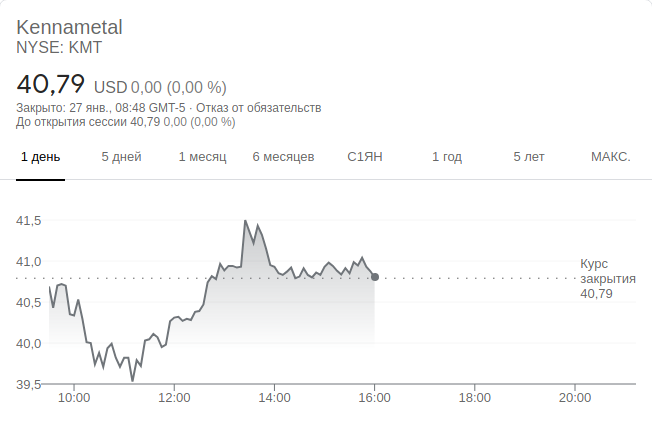 Kennametal
NYSE: KMT
40,79 USD 0,00 (0,00 %)
Закрыто: 27 янв., 08:48 GMT-5 · Отказ от обязательств
До открытия сессии 40,79 0,00 (0,00 %)
1 день 5 дней 1 месяц 6 месяцев С1ЯН 1 год 5 лет МАКС.
41,5
41,0
40,5
40,0
39,5
Курс
закрытия
40,79
10:00 12:00 14:00 16:00 18:00 20:00